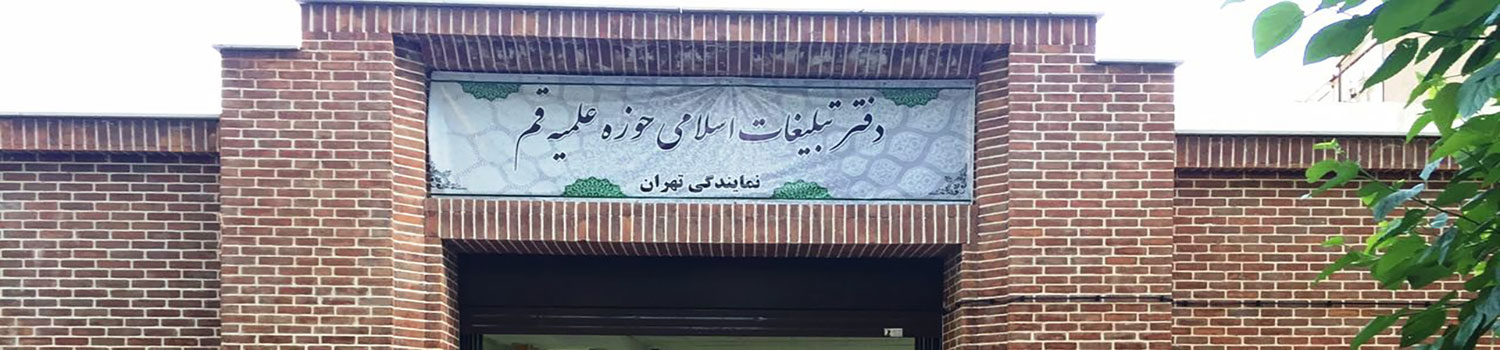 دفتر تبلیغات اسلامی حوزه علمیه قم
نمایندگی تهران